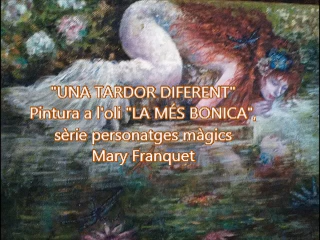 "UNA TARDOR DIFERENT"
Pintura a l'oli "LA MÉS BONICA",
sèrie personatges màgics
Mary Franquet